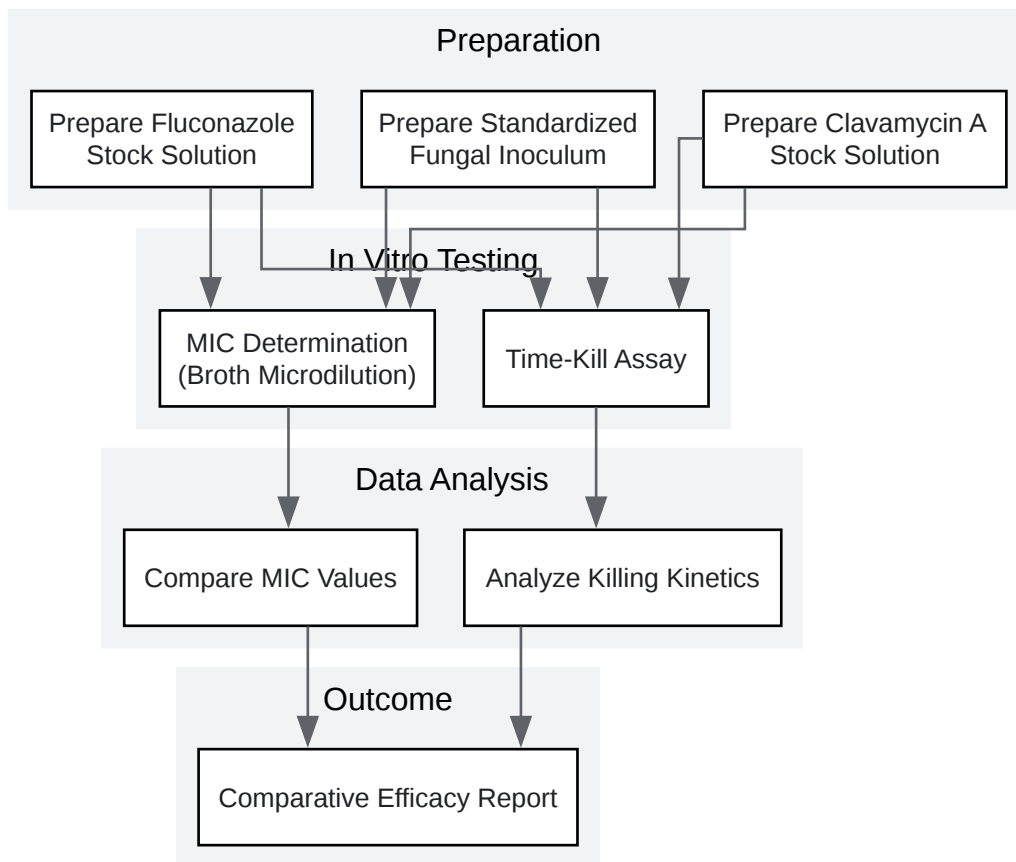 Preparation
Prepare Fluconazole
Stock Solution
Prepare Standardized
Fungal Inoculum
Prepare Clavamycin A
Stock Solution
In Vitro Testing
MIC Determination
(Broth Microdilution)
Time-Kill Assay
Data Analysis
Compare MIC Values
Analyze Killing Kinetics
Outcome
Comparative Efficacy Report